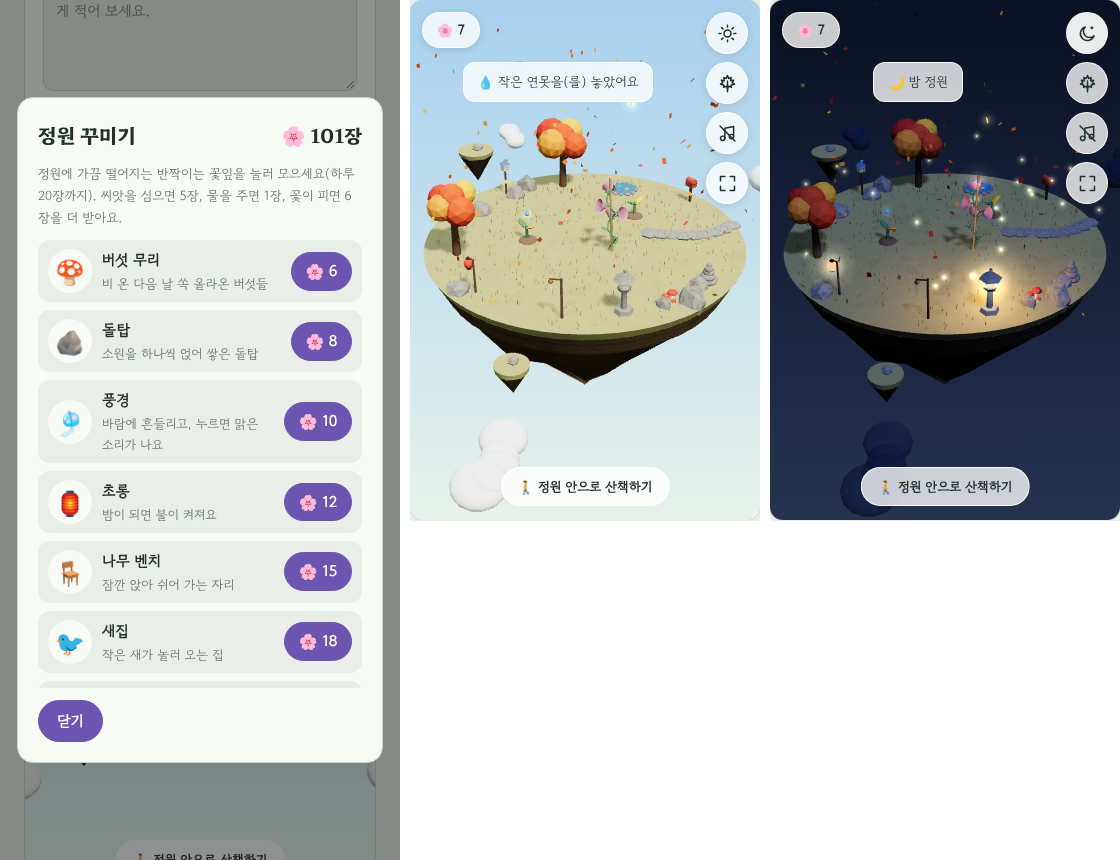 게 적어 보세요.
정원 꾸미기
🌸 101장
정원에 가끔 떨어지는 반짝이는 꽃잎을 눌러 모으세요(하루
20장까지). 씨앗을 심으면 5장, 물을 주면 1장, 꽃이 피면 6
장을 더 받아요.
버섯 무리
비 온 다음 날 쏙 올라온 버섯들
🌸 6
돌탑
소원을 하나씩 얹어 쌓은 돌탑
🌸 8
풍경
바람에 흔들리고, 누르면 맑은
소리가 나요
🌸 10
초롱
밤이 되면 불이 켜져요
🌸 12
나무 벤치
잠깐 앉아 쉬어 가는 자리
🌸 15
새집
작은 새가 놀러 오는 집
🌸 18
닫기
🚶 정원 안으로 산책하기
🌸 7
💧 작은 연못을(를) 놓았어요
🚶 정원 안으로 산책하기
🌸 7
🌙 밤 정원
🚶 정원 안으로 산책하기